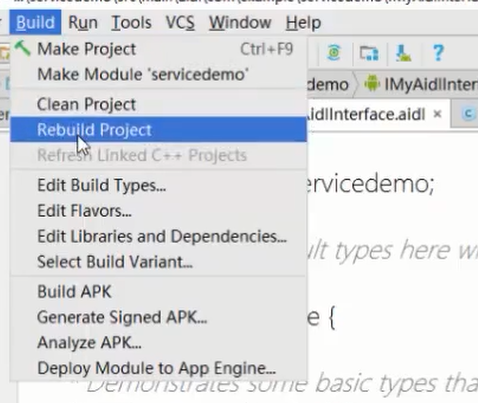 Build Run Tools VCS Window Help
Make Project Ctrl+F9
Make Module 'servicedemo'
demo IMyAidlInter
Clean Project
idlInterface.aidl ×
Rebuild Project
Refresh Linked C++ Projects
Edit Build Types...
ervicedemo;
Edit Flavors...
Edit Libraries and Dependencies...
ult types here w
Select Build Variant...
Build APK
Generate Signed APK...
e {
Analyze APK...
Deploy Module to App Engine...
* Demonstrates some basic types tha